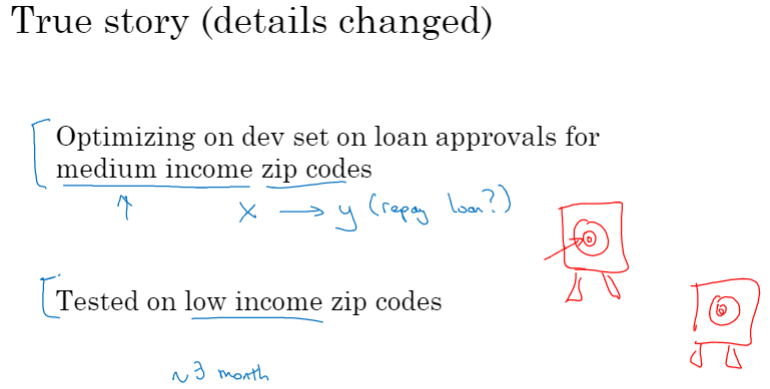 True story (details changed)
Optimizing on dev set on loan approvals for
medium income zip codes
x → y (repay loan?)
Tested on low income zip codes
~3 month